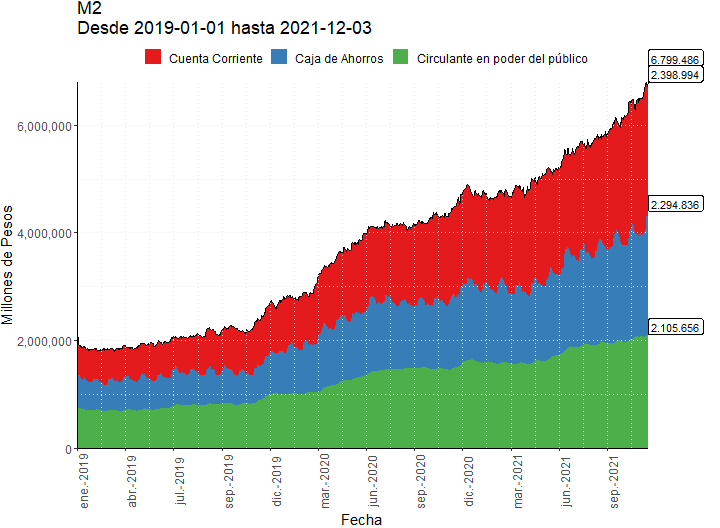 M2
Desde 2019-01-01 hasta 2021-12-03
Cuenta Corriente Caja de Ahorros Circulante en poder del público
6.799.486
2.398.994
2.294.836
2.105.656
Millones de Pesos
6,000,000
4,000,000
2,000,000
0
ene.-2019
abr.-2019
jul.-2019
sep.-2019
dic.-2019
mar.-2020
jun.-2020
sep.-2020
dic.-2020
mar.-2021
jun.-2021
sep.-2021
Fecha